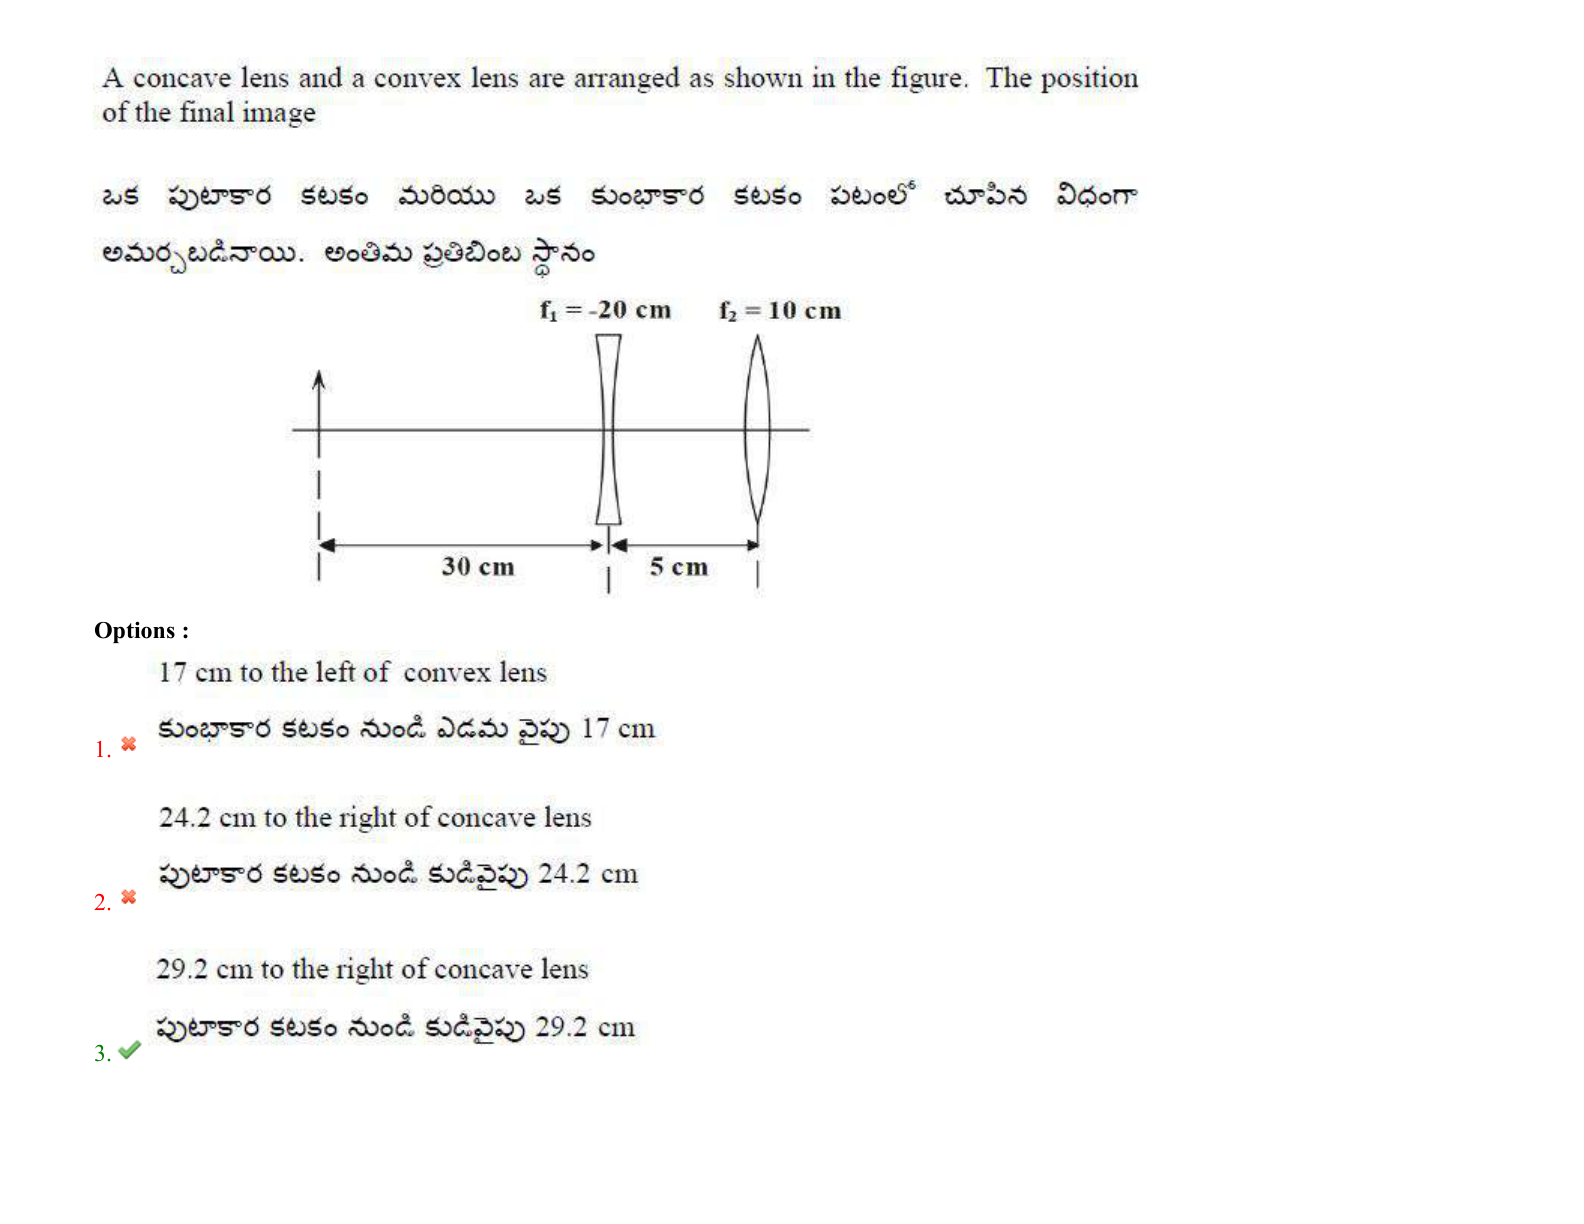 A concave lens and a convex lens are arranged as shown in the figure. The position
of the final image
ఒక పుటాకార కటకం మరియు ఒక కుంభాకార కటకం పటంలో చూపిన విధంగా
అమర్చబడినాయి. అంతిమ ప్రతిబింబ స్థానం
f₁ = -20 cm f₂ = 10 cm
30 cm 5 cm
Options :
17 cm to the left of convex lens
కుంభాకార కటకం నుండి ఎడమ వైపు 17 cm
1.
24.2 cm to the right of concave lens
పుటాకార కటకం నుండి కుడివైపు 24.2 cm
2.
29.2 cm to the right of concave lens
పుటాకార కటకం నుండి కుడివైపు 29.2 cm
3.